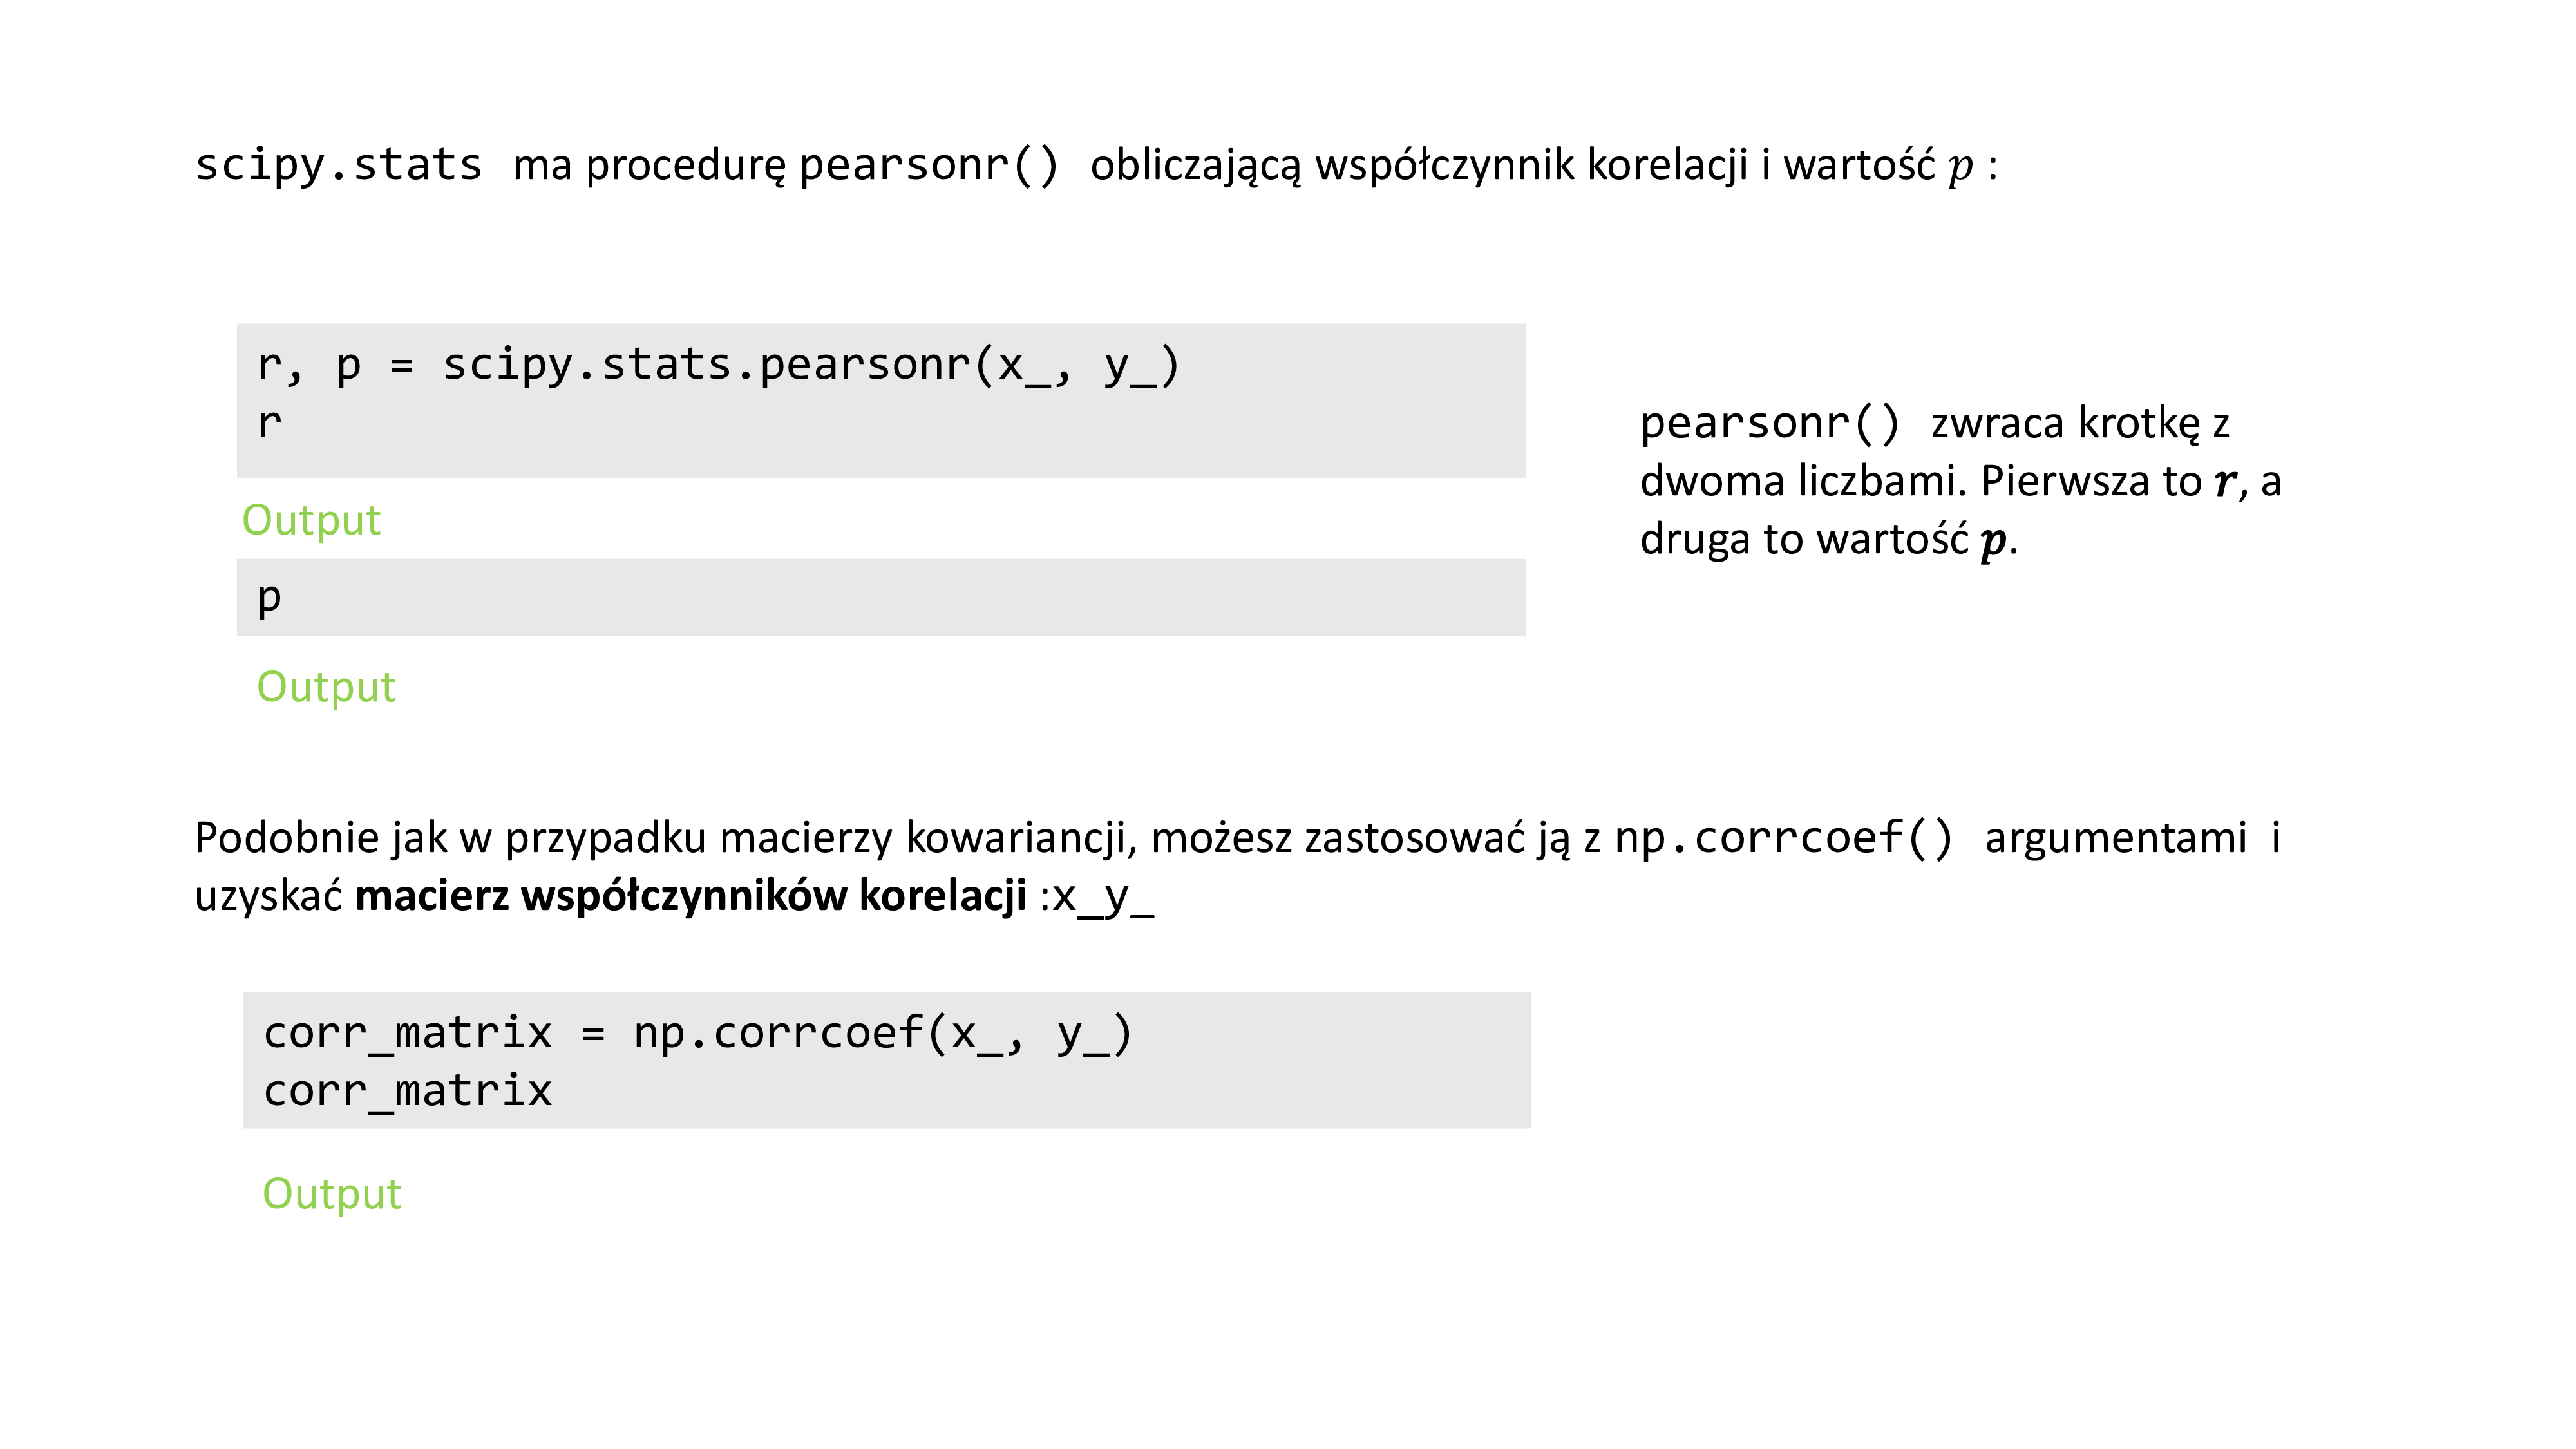 scipy.stats ma procedurę pearsonr() obliczającą współczynnik korelacji i wartość p :
r, p = scipy.stats.pearsonr(x_, y_)
r
Output
p
Output
pearsonr() zwraca krotkę z
dwoma liczbami. Pierwsza to r, a
druga to wartość p.
Podobnie jak w przypadku macierzy kowariancji, możesz zastosować ją z np.corrcoef() argumentami i
uzyskać macierz współczynników korelacji :x_y_
corr_matrix = np.corrcoef(x_, y_)
corr_matrix
Output